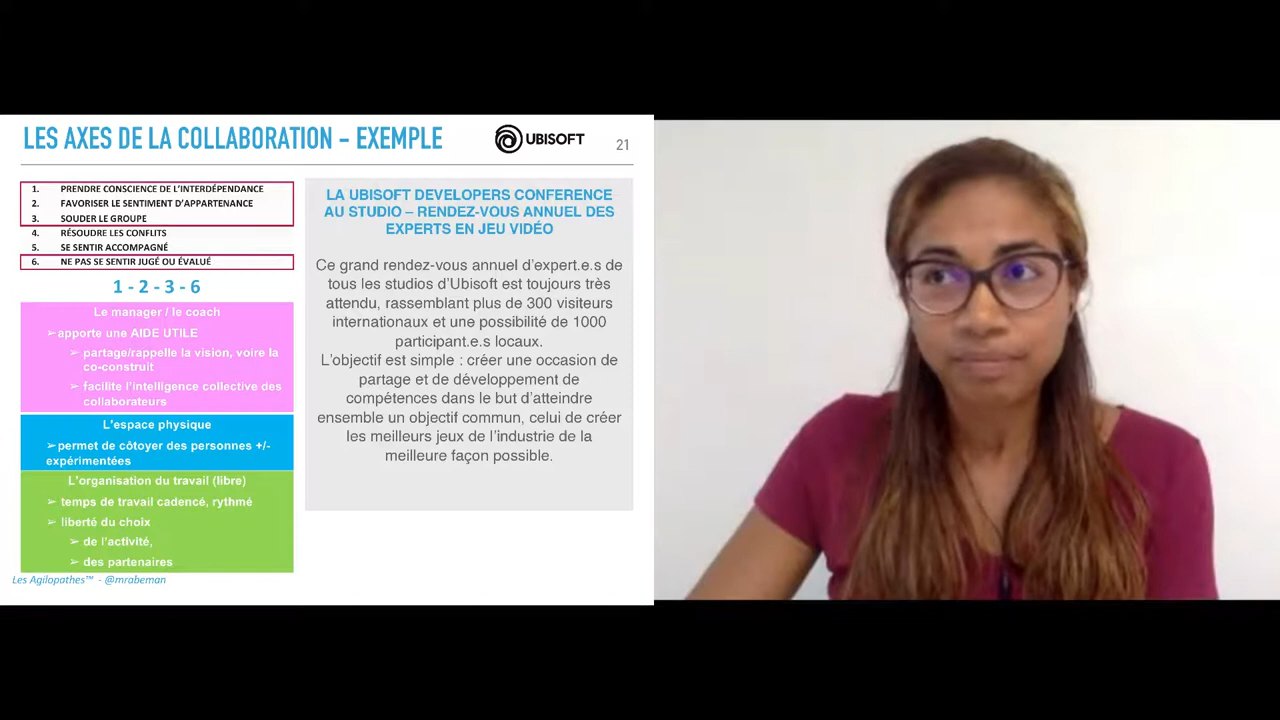 LES AXES DE LA COLLABORATION – EXEMPLE
UBISOFT
21
1. PRENDRE CONSCIENCE DE L'INTERDÉPENDANCE
2. FAVORISER LE SENTIMENT D'APPARTENANCE
3. SOUDER LE GROUPE
4. RÉSOUDRE LES CONFLITS
5. SE SENTIR ACCOMPAGNÉ
6. NE PAS SE SENTIR JUGÉ OU ÉVALUÉ
1 - 2 - 3 - 6
Le manager / le coach
➢apporte une AIDE UTILE
➢ partage/rappelle la vision, voire la
co-construit
➢ facilite l'intelligence collective des
collaborateurs
L'espace physique
➢permet de côtoyer des personnes +/-
expérimentées
L'organisation du travail (libre)
➢ temps de travail cadencé, rythmé
➢ liberté du choix
➢ de l'activité,
➢ des partenaires
Les Agilopathes™ - @mrabeman
LA UBISOFT DEVELOPERS CONFERENCE
AU STUDIO – RENDEZ-VOUS ANNUEL DES
EXPERTS EN JEU VIDÉO
Ce grand rendez-vous annuel d'expert.e.s de
tous les studios d'Ubisoft est toujours très
attendu, rassemblant plus de 300 visiteurs
internationaux et une possibilité de 1000
participant.e.s locaux.
L'objectif est simple : créer une occasion de
partage et de développement de
compétences dans le but d'atteindre
ensemble un objectif commun, celui de créer
les meilleurs jeux de l'industrie de la
meilleure façon possible.